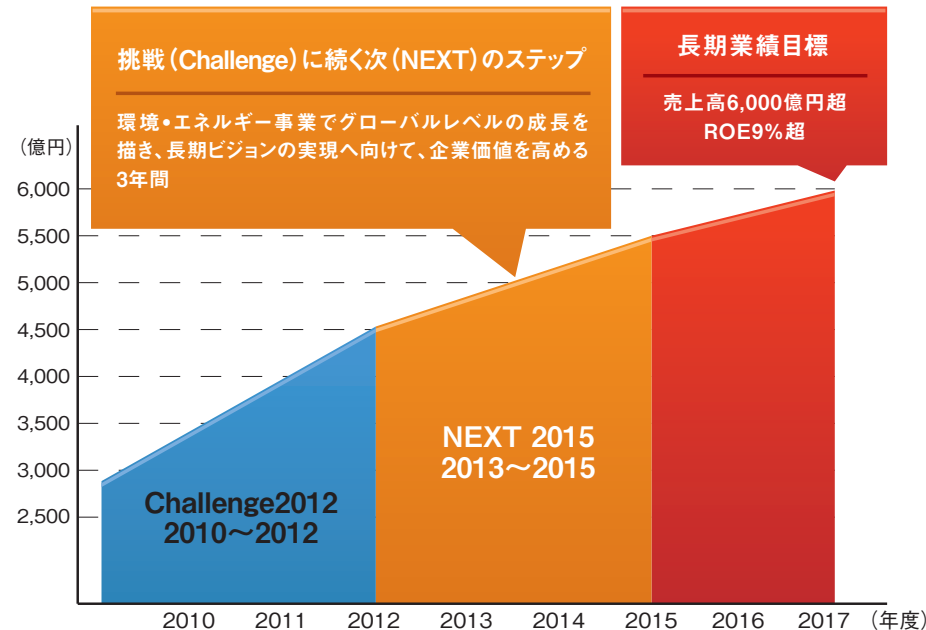 挑戦（Challenge）に続く次（NEXT）のステップ
環境・エネルギー事業でグローバルレベルの成長を
描き、長期ビジョンの実現へ向けて、企業価値を高める
3年間
長期業績目標
売上高6,000億円超
ROE9%超
（億円）
6,000
5,500
5,000
4,500
4,000
3,500
3,000
2,500
Challenge2012
2010〜2012
NEXT 2015
2013〜2015
2010 2011 2012 2013 2014 2015 2016 2017 （年度）